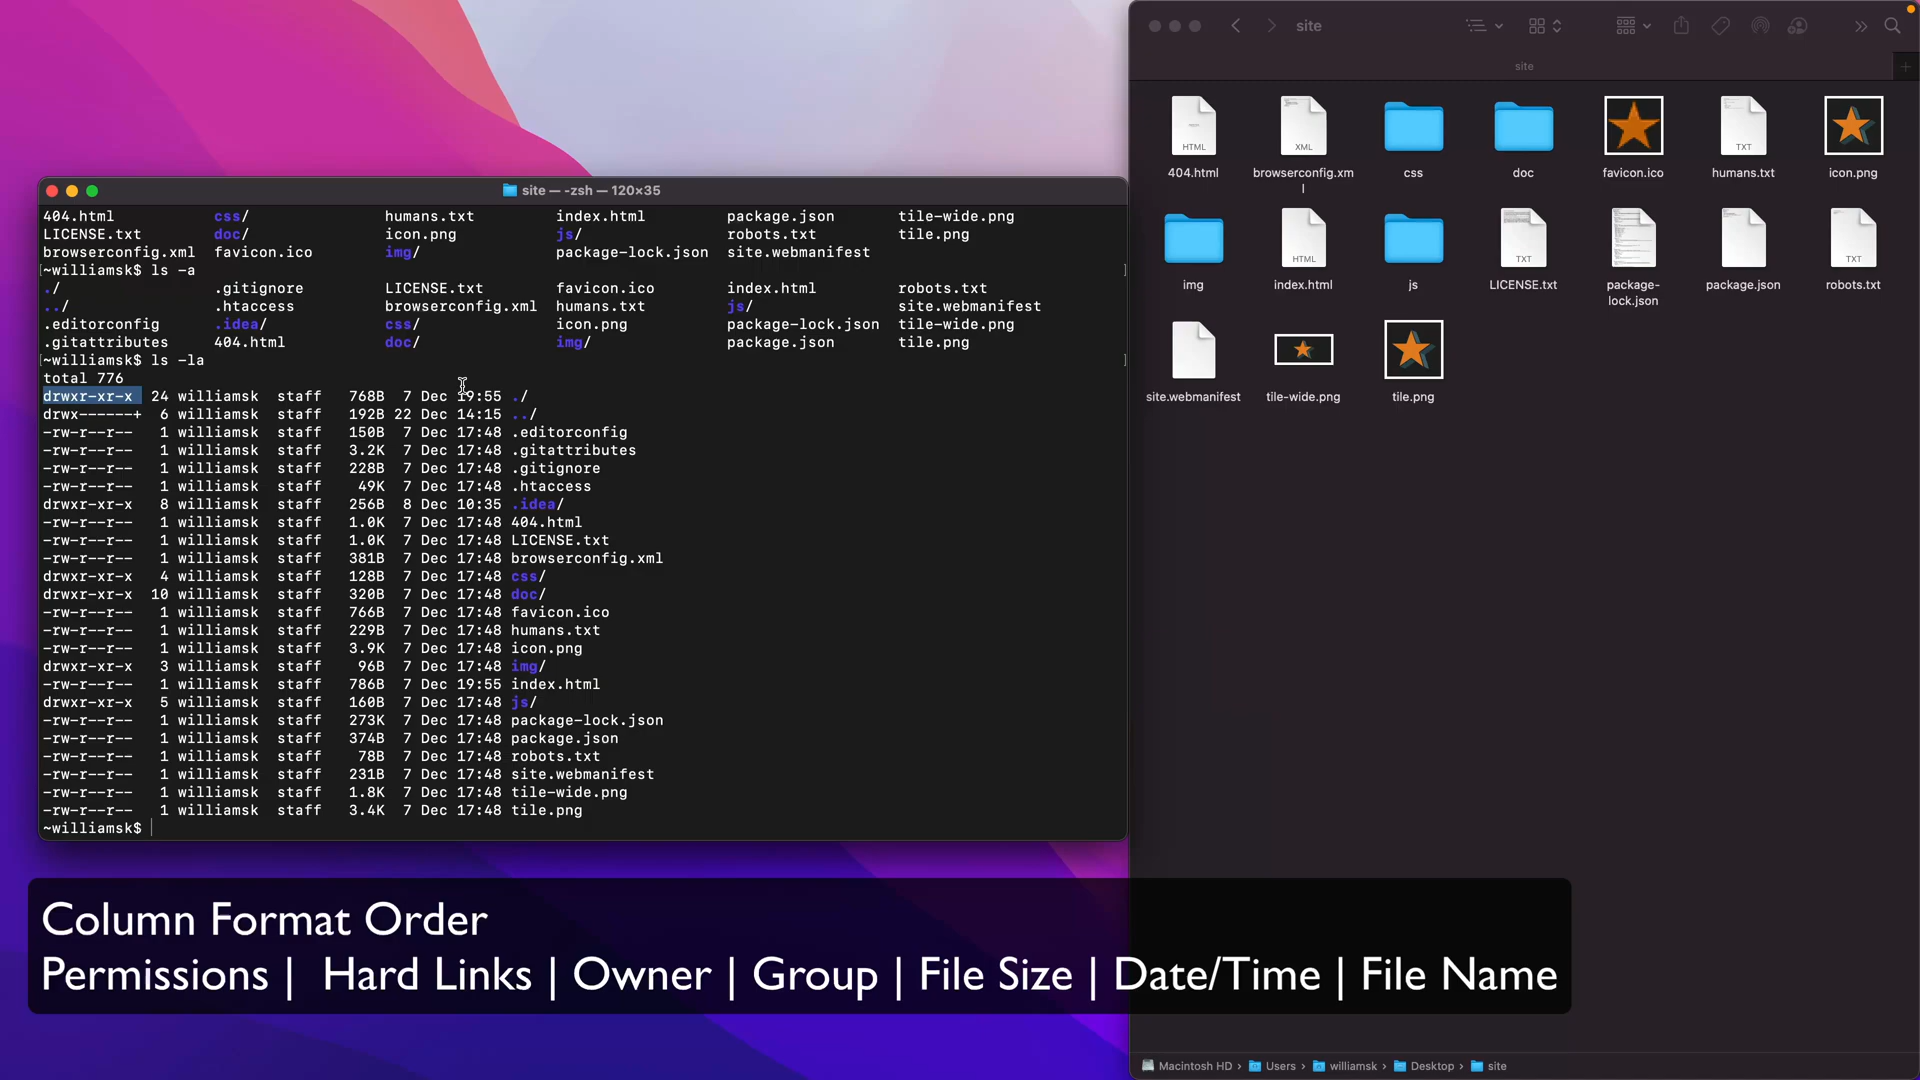 site — -zsh — 120×35
404.html css/ humans.txt index.html package.json tile-wide.png
LICENSE.txt doc/ icon.png js/ robots.txt tile.png
browserconfig.xml favicon.ico img/ package-lock.json site.webmanifest
[~williamsk$ ls -a ]
./ .gitignore LICENSE.txt favicon.ico index.html robots.txt
../ .htaccess browserconfig.xml humans.txt js/ site.webmanifest
.editorconfig .idea/ css/ icon.png package-lock.json tile-wide.png
.gitattributes 404.html doc/ img/ package.json tile.png
[~williamsk$ ls -la ]
total 776
drwxr-xr-x 24 williamsk staff 768B 7 Dec 19:55 ./
drwx------+ 6 williamsk staff 192B 22 Dec 14:15 ../
-rw-r--r-- 1 williamsk staff 150B 7 Dec 17:48 .editorconfig
-rw-r--r-- 1 williamsk staff 3.2K 7 Dec 17:48 .gitattributes
-rw-r--r-- 1 williamsk staff 228B 7 Dec 17:48 .gitignore
-rw-r--r-- 1 williamsk staff 49K 7 Dec 17:48 .htaccess
drwxr-xr-x 8 williamsk staff 256B 8 Dec 10:35 .idea/
-rw-r--r-- 1 williamsk staff 1.0K 7 Dec 17:48 404.html
-rw-r--r-- 1 williamsk staff 1.0K 7 Dec 17:48 LICENSE.txt
-rw-r--r-- 1 williamsk staff 381B 7 Dec 17:48 browserconfig.xml
drwxr-xr-x 4 williamsk staff 128B 7 Dec 17:48 css/
drwxr-xr-x 10 williamsk staff 320B 7 Dec 17:48 doc/
-rw-r--r-- 1 williamsk staff 766B 7 Dec 17:48 favicon.ico
-rw-r--r-- 1 williamsk staff 229B 7 Dec 17:48 humans.txt
-rw-r--r-- 1 williamsk staff 3.9K 7 Dec 17:48 icon.png
drwxr-xr-x 3 williamsk staff 96B 7 Dec 17:48 img/
-rw-r--r-- 1 williamsk staff 786B 7 Dec 19:55 index.html
drwxr-xr-x 5 williamsk staff 160B 7 Dec 17:48 js/
-rw-r--r-- 1 williamsk staff 273K 7 Dec 17:48 package-lock.json
-rw-r--r-- 1 williamsk staff 374B 7 Dec 17:48 package.json
-rw-r--r-- 1 williamsk staff 78B 7 Dec 17:48 robots.txt
-rw-r--r-- 1 williamsk staff 231B 7 Dec 17:48 site.webmanifest
-rw-r--r-- 1 williamsk staff 1.8K 7 Dec 17:48 tile-wide.png
-rw-r--r-- 1 williamsk staff 3.4K 7 Dec 17:48 tile.png
~williamsk$
site
site
HTML XML TXT
404.html browserconfig.xm css doc favicon.ico humans.txt icon.png
l
HTML TXT TXT
img index.html js LICENSE.txt package- package.json robots.txt
lock.json
site.webmanifest tile-wide.png tile.png
Column Format Order
Permissions | Hard Links | Owner | Group | File Size | Date/Time | File Name
Macintosh HD › Users › williamsk › Desktop › site